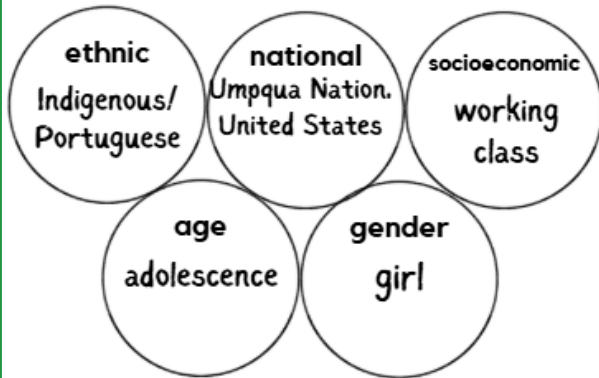 ethnic
Indigenous/
Portuguese
national
Umpqua Nation.
United States
socioeconomic
working
class
age
adolescence
gender
girl